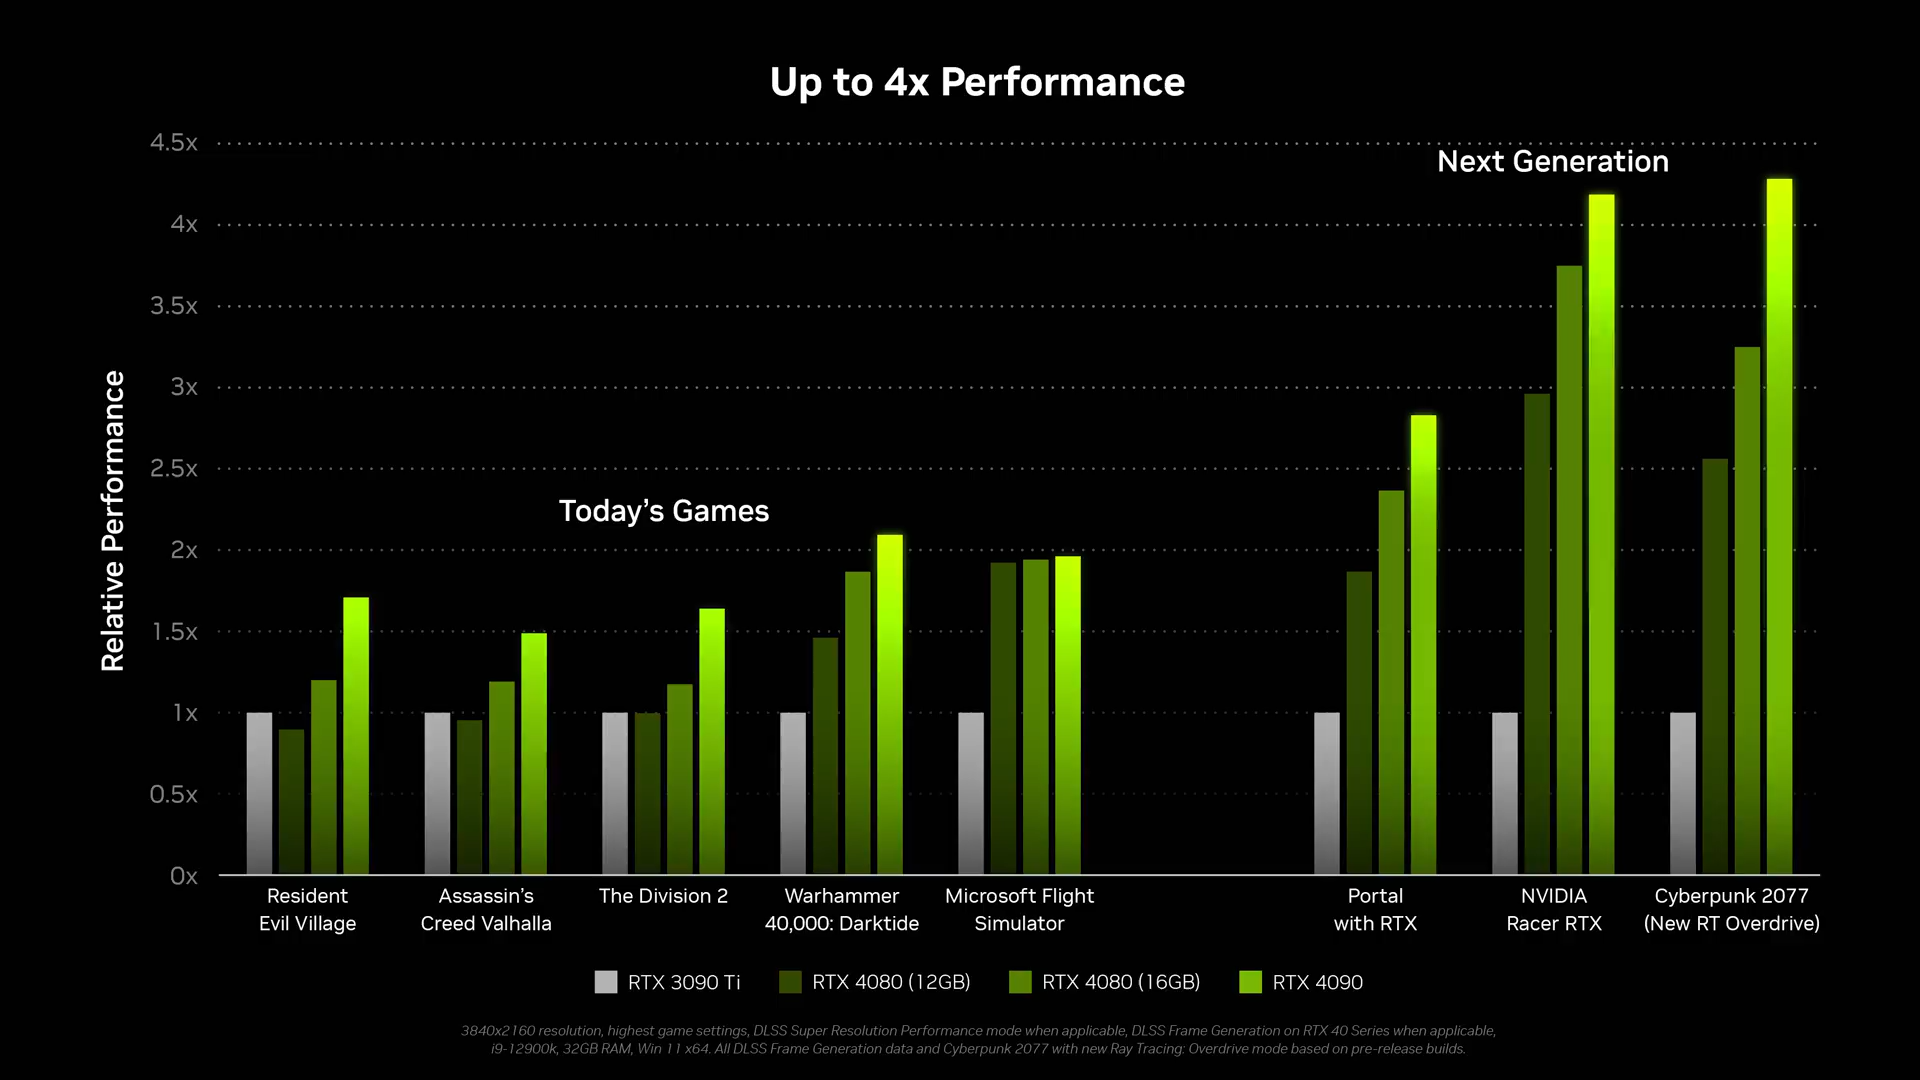 Up to 4x Performance
4.5x
Next Generation
4x
3.5x
3x
2.5x
Today’s Games
2x
1.5x
1x
0.5x
0x
Relative Performance
Resident
Evil Village
Assassin’s
Creed Valhalla
The Division 2
Warhammer
40,000: Darktide
Microsoft Flight
Simulator
Portal
with RTX
NVIDIA
Racer RTX
Cyberpunk 2077
(New RT Overdrive)
RTX 3090 Ti
RTX 4080 (12GB)
RTX 4080 (16GB)
RTX 4090
3840x2160 resolution, highest game settings, DLSS Super Resolution Performance mode when applicable, DLSS Frame Generation on RTX 40 Series when applicable,
i9-12900k, 32GB RAM, Win 11 x64. All DLSS Frame Generation data and Cyberpunk 2077 with new Ray Tracing: Overdrive mode based on pre-release builds.